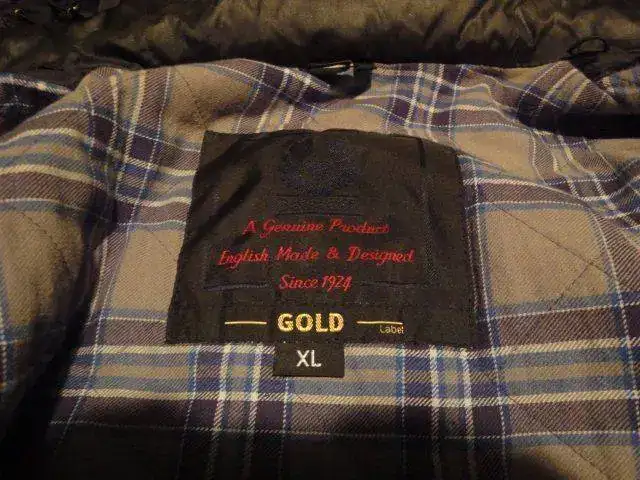 A Genuine Product
English Made & Designed
Since 1924
GOLD
Label
XL